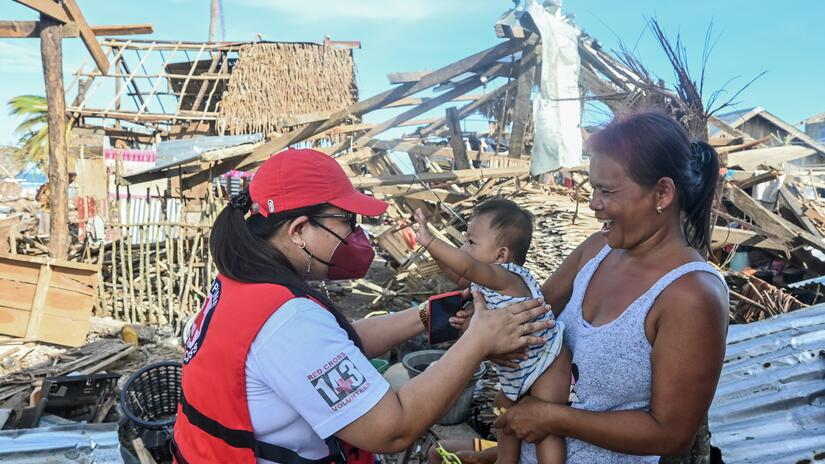 RED CROSS
143
VOLUNTEER